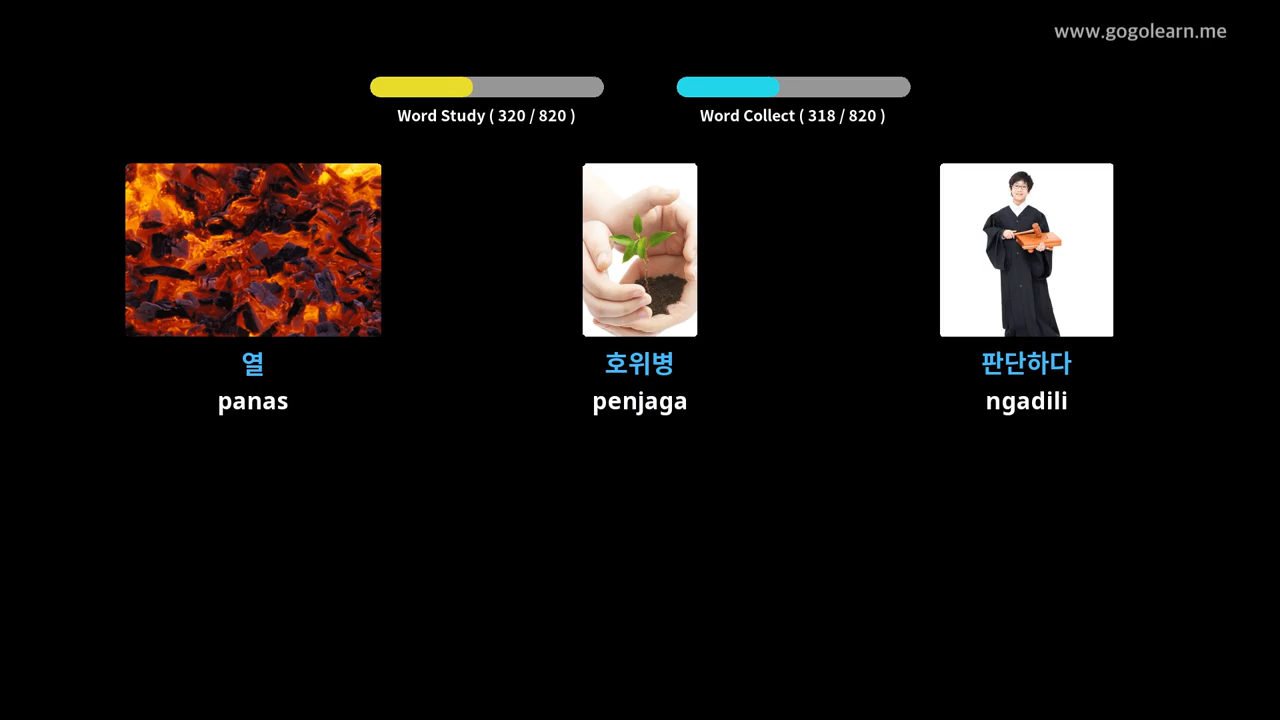 www.gogolearn.me
Word Study ( 320 / 820 )
Word Collect ( 318 / 820 )
열
panas
호위병
penjaga
판단하다
ngadili